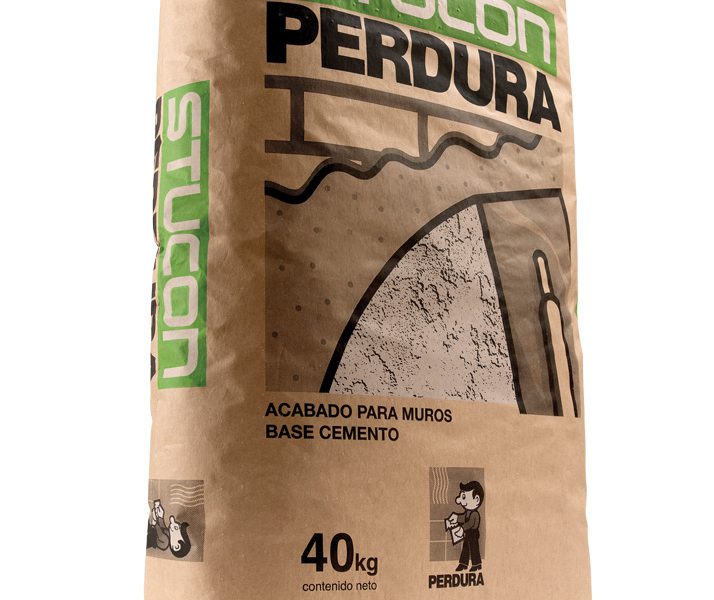 PERDURA
STUCON
ACABADO PARA MUROS
BASE CEMENTO
40kg
contenido neto
PERDURA